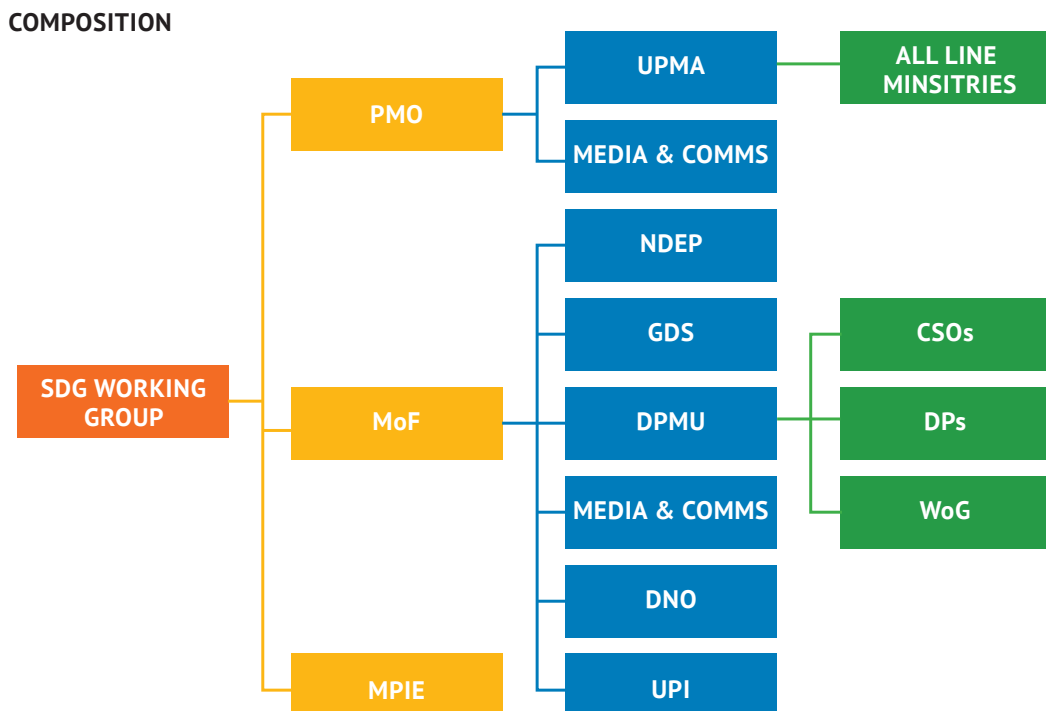 COMPOSITION
SDG WORKING
GROUP
PMO
MoF
MPIE
UPMA
MEDIA & COMMS
NDEP
GDS
DPMU
MEDIA & COMMS
DNO
UPI
ALL LINE
MINSITRIES
CSOs
DPs
WoG